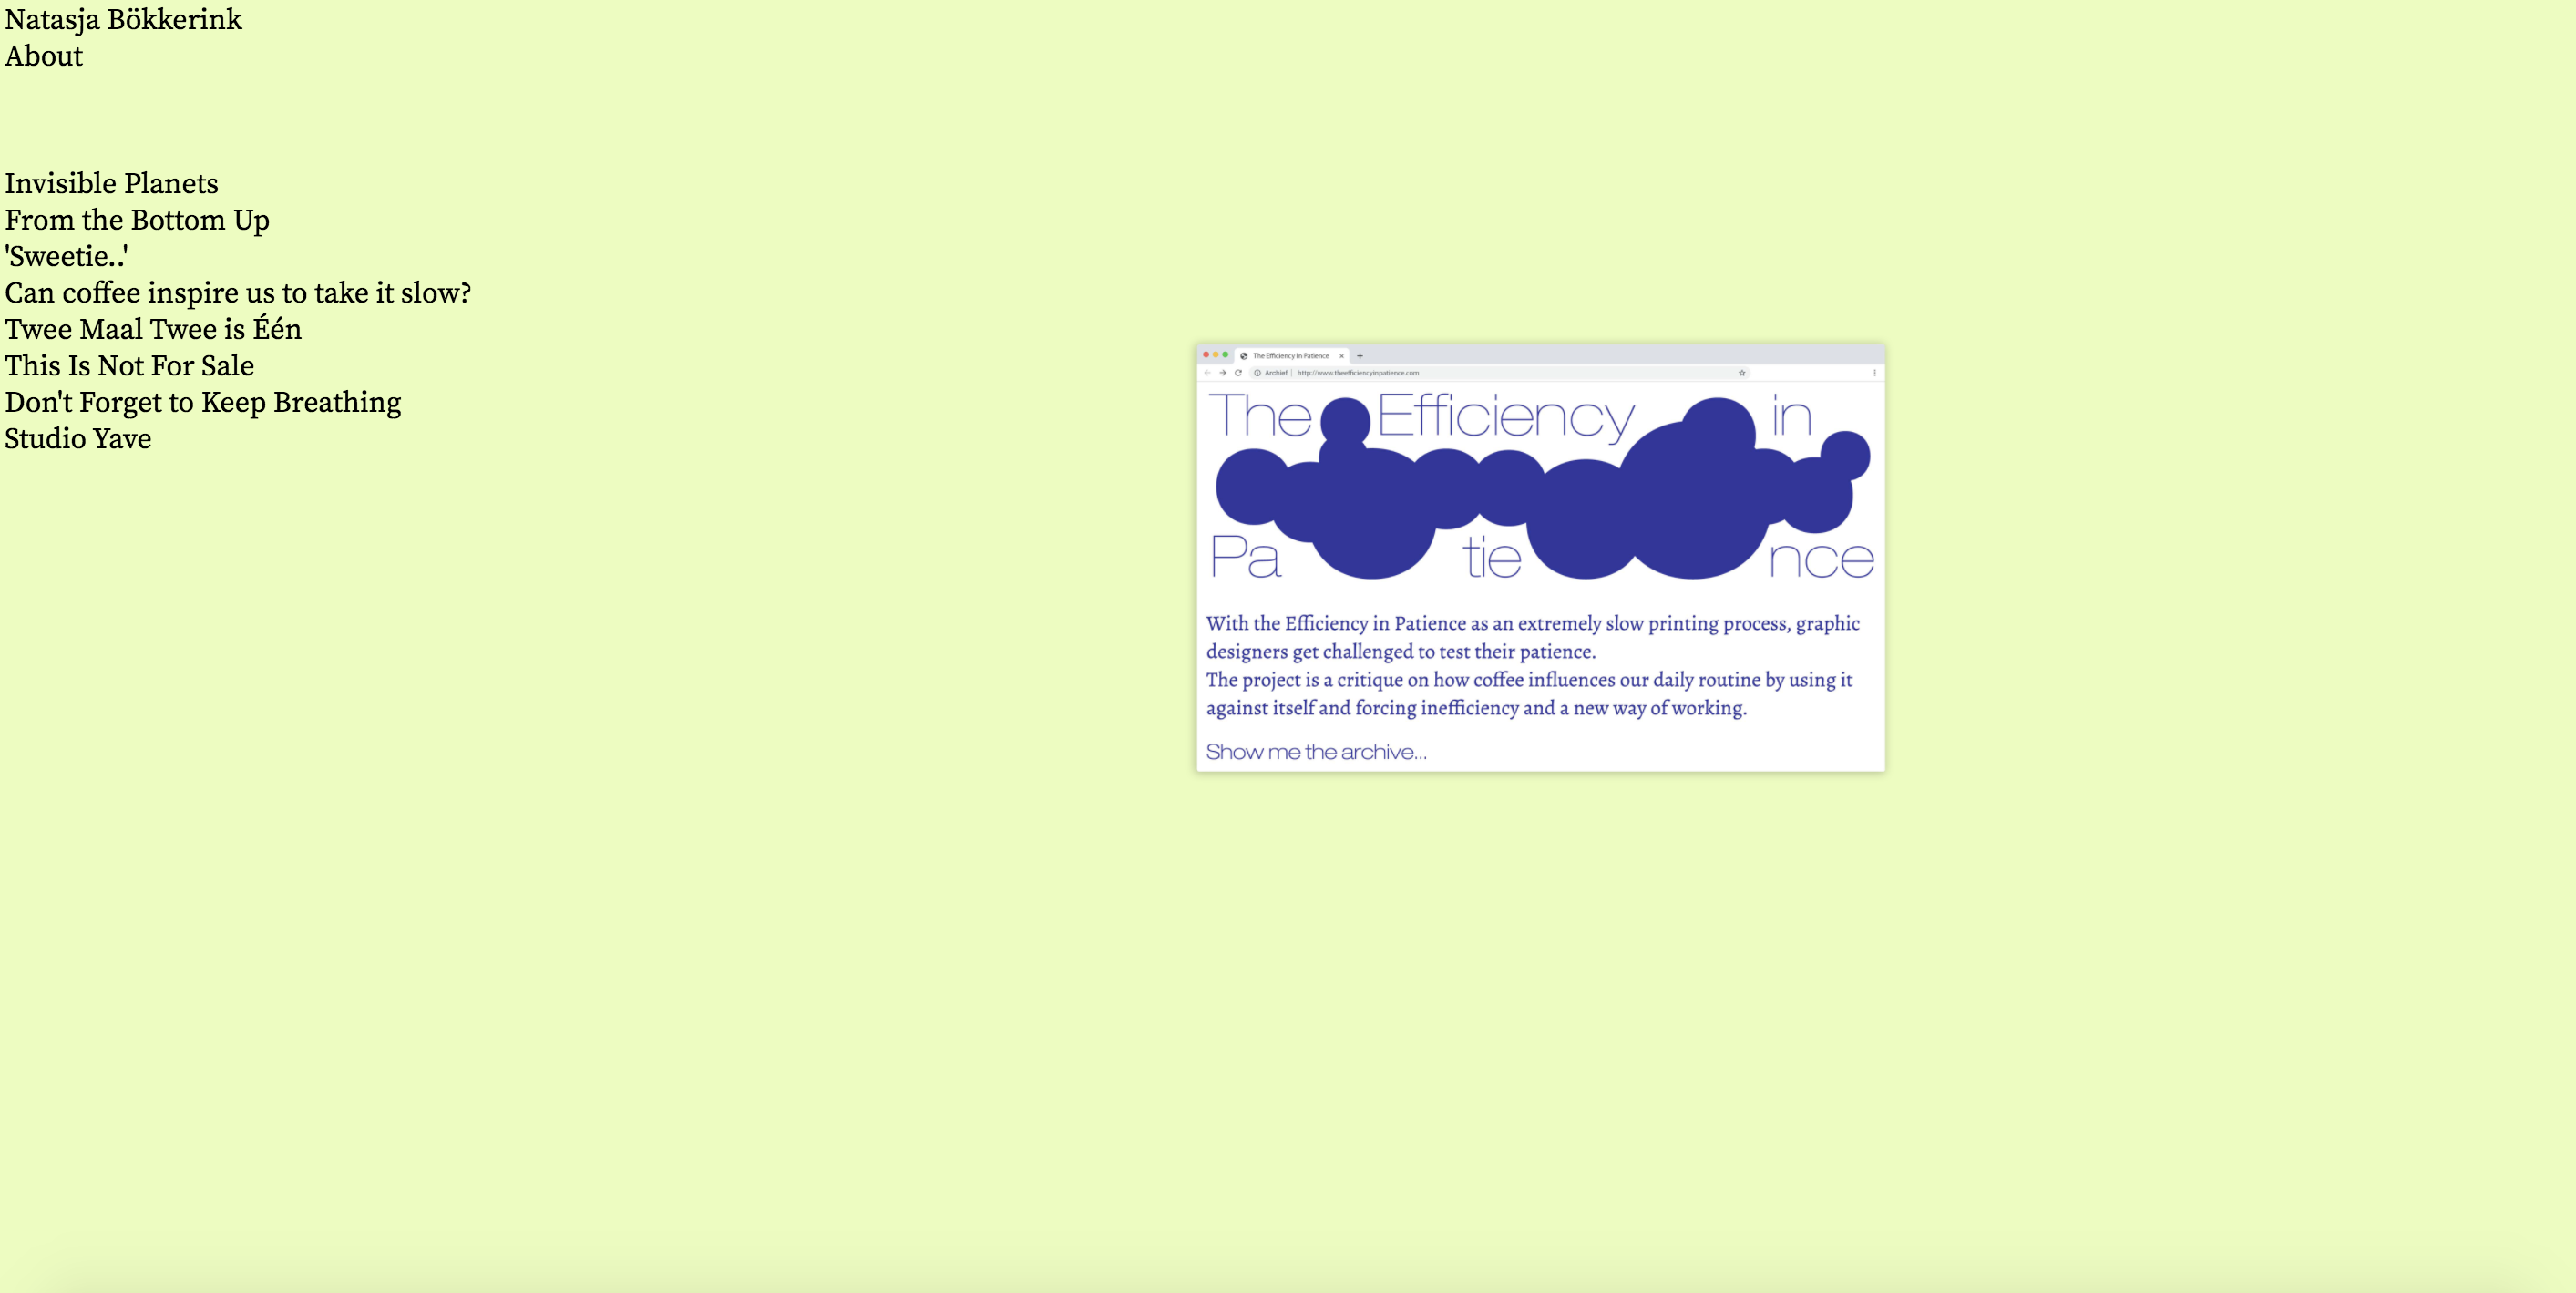 Natasja Bökkerink
About
Invisible Planets
From the Bottom Up
'Sweetie..'
Can coffee inspire us to take it slow?
Twee Maal Twee is Één
This Is Not For Sale
Don't Forget to Keep Breathing
Studio Yave
The Efficiency In Patience
Archief | http://www.theefficiencyinpatience.com
The Efficiency in
Pa tie nce
With the Efficiency in Patience as an extremely slow printing process, graphic
designers get challenged to test their patience.
The project is a critique on how coffee influences our daily routine by using it
against itself and forcing inefficiency and a new way of working.
Show me the archive...